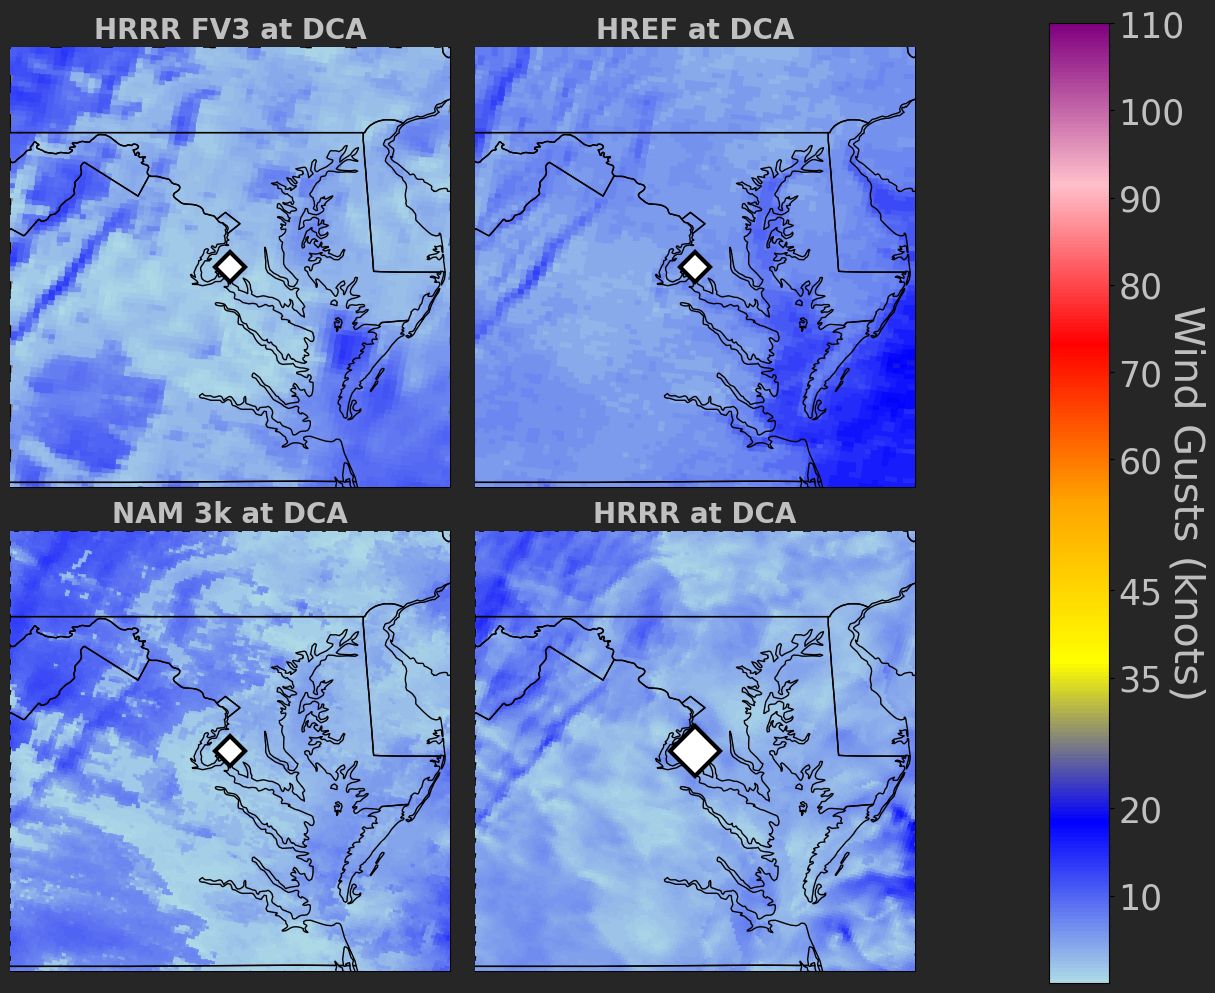 HRRR FV3 at DCA
HREF at DCA
NAM 3k at DCA
HRRR at DCA
110
100
90
80
70
60
45
35
20
10
Wind Gusts (knots)